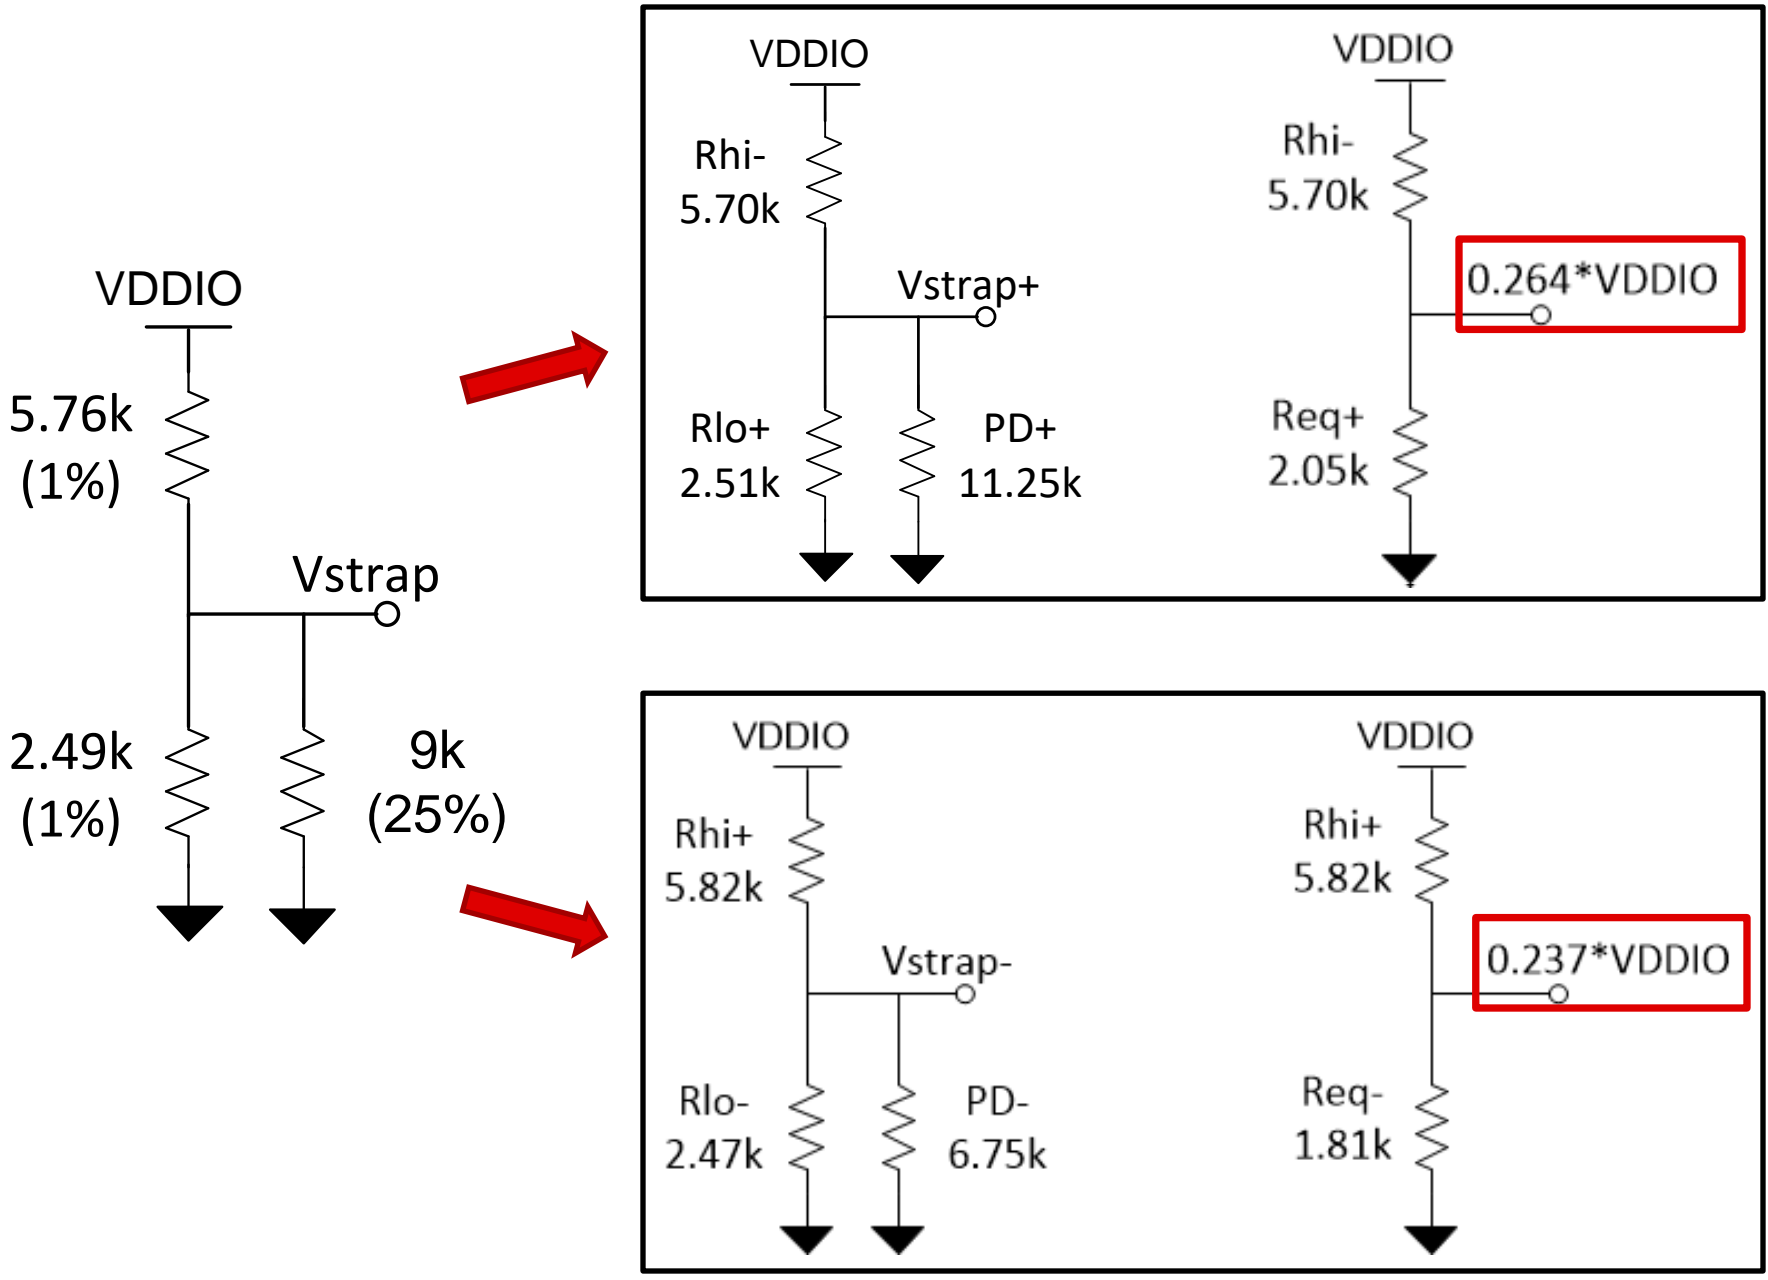 VDDIO
5.76k
(1%)
Vstrap
2.49k
(1%)
9k
(25%)
VDDIO
Rhi-
5.70k
Vstrap+
Rlo+
2.51k
PD+
11.25k
VDDIO
Rhi-
5.70k
0.264*VDDIO
Req+
2.05k
VDDIO
Rhi+
5.82k
Vstrap-
Rlo-
2.47k
PD-
6.75k
VDDIO
Rhi+
5.82k
0.237*VDDIO
Req-
1.81k